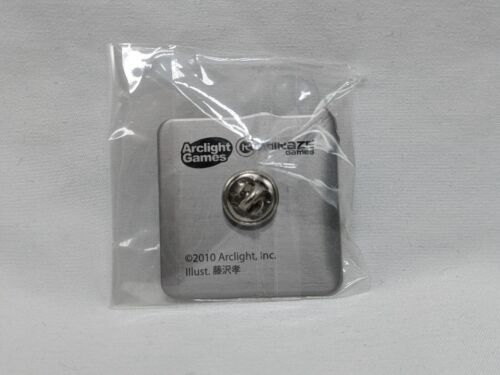 Arclight Games kamikaze Games
©2010 Arclight, Inc.
Illust. 藤沢孝